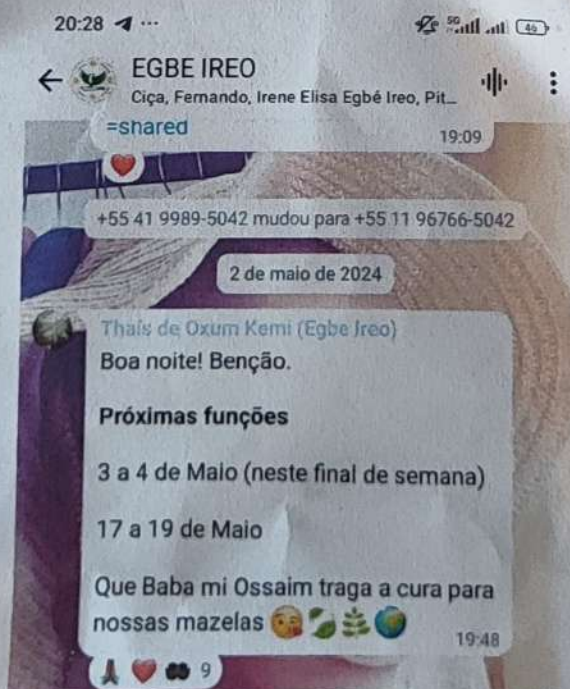 20:28
5G
46
EGBE IREO
Ciça, Fernando, Irene Elisa Egbé Ireo, Pit...
=shared
19:09
+55 41 9989-5042 mudou para +55 11 96766-5042
2 de maio de 2024
Thaís de Oxum Kemi (Egbe Ireo)
Boa noite! Benção.
Próximas funções
3 a 4 de Maio (neste final de semana)
17 a 19 de Maio
Que Baba mi Ossaim traga a cura para
nossas mazelas 😘🍃🌿🌍
19:48
🙏🏿 ❤️ 🤲🏿 9